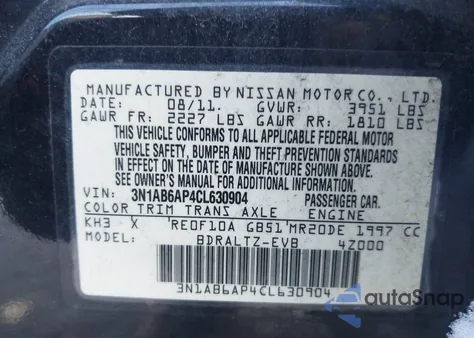 MANUFACTURED BY NISSAN MOTOR CO., LTD.
DATE: 08/11. GVWR: 3951 LBS
GAWR FR: 2227 LBS GAWR RR: 1810 LBS
THIS VEHICLE CONFORMS TO ALL APPLICABLE FEDERAL MOTOR
VEHICLE SAFETY, BUMPER AND THEFT PREVENTION STANDARDS
IN EFFECT ON THE DATE OF MANUFACTURE SHOWN ABOVE.
SEE OWNER'S MANUAL FOR ADDITIONAL INFORMATION.
VIN: 3N1AB6AP4CL630904 PASSENGER CAR.
COLOR TRIM TRANS AXLE ENGINE
KH3 X RE0F10A GB51 MR20DE 1997 CC
MODEL: BDRALTZ-EVB 4Z000
3N1AB6AP4CL630904
autoSnap